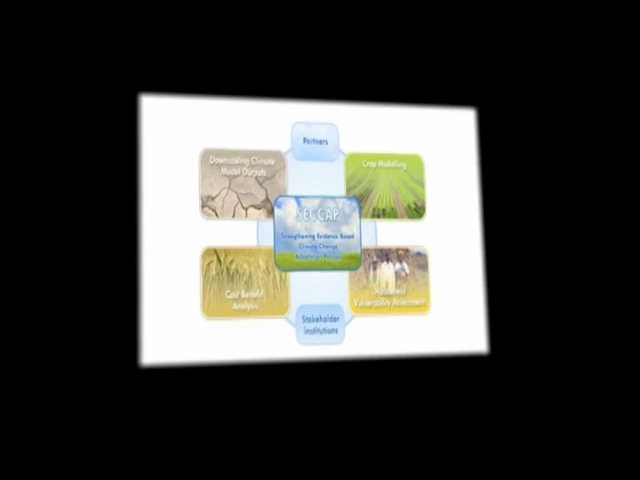 Partners
Downscaling Climate
Model Outputs
Crop Modelling
SECCAP
Strengthening Evidence Based
Climate Change
Adaptation Policies
Cost Benefit
Analysis
Household
Vulnerability Assessment
Stakeholder
institutions